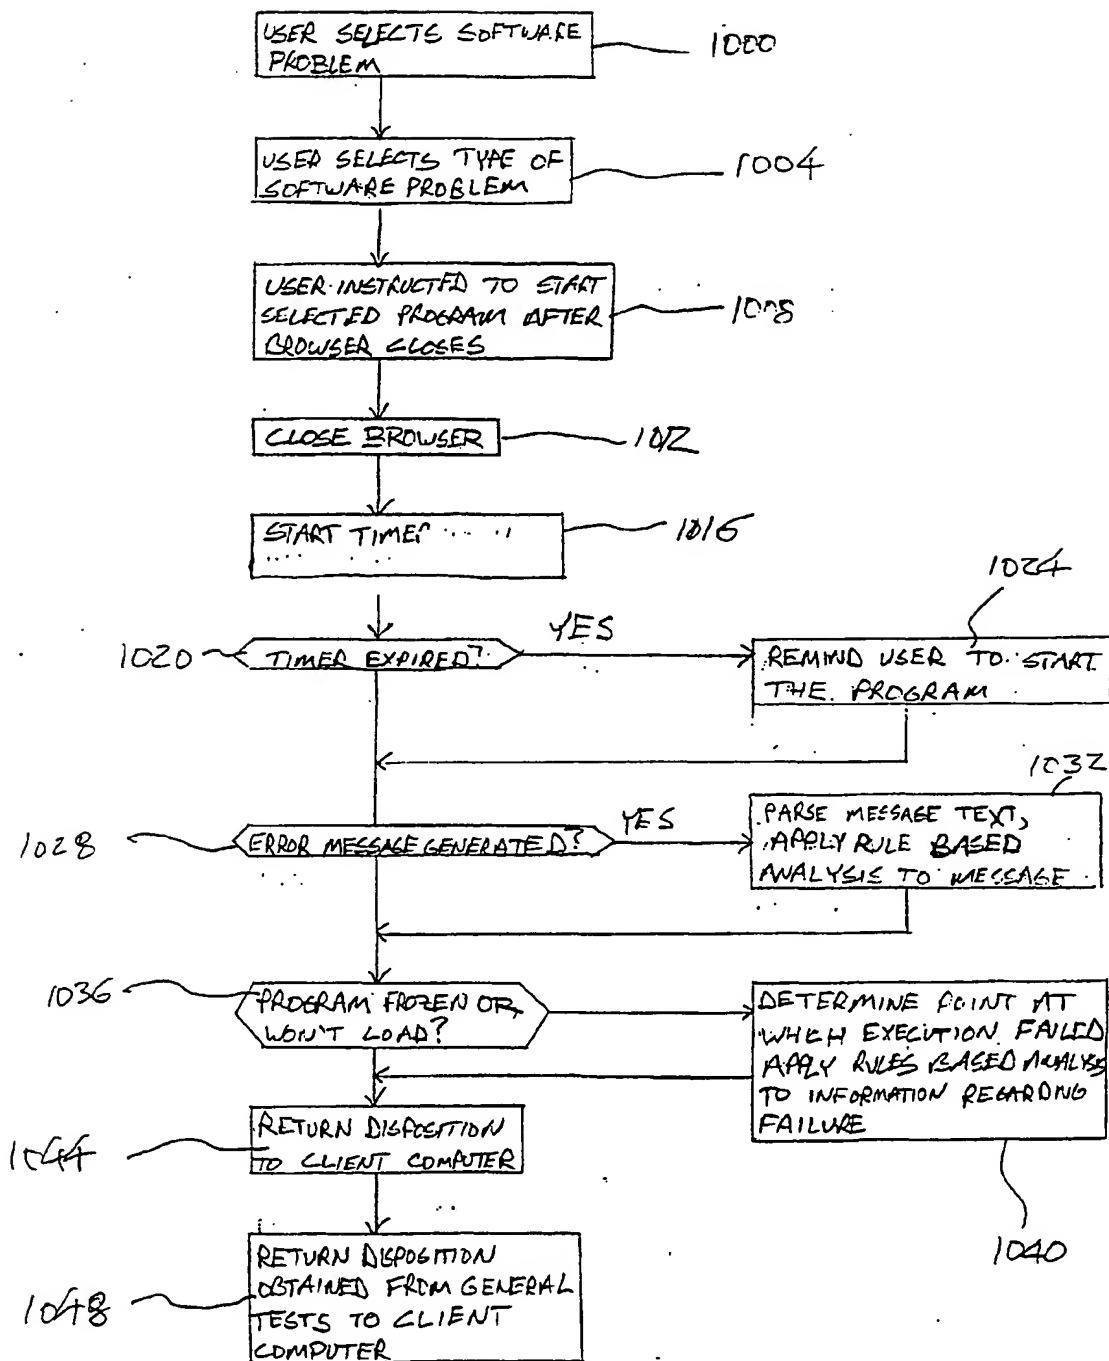 USER SELECTS SOFTWARE
PROBLEM
1000
USER SELECTS TYPE OF
SOFTWARE PROBLEM
1004
USER INSTRUCTED TO START
SELECTED PROGRAM AFTER
BROWSER CLOSES
1008
CLOSE BROWSER
1012
START TIMER
1016
1024
1020
TIMER EXPIRED?
YES
REMIND USER TO START
THE PROGRAM
1032
1028
ERROR MESSAGE GENERATED?
YES
PARSE MESSAGE TEXT,
APPLY RULE BASED
ANALYSIS TO MESSAGE
1036
PROGRAM FROZEN OR
WON'T LOAD?
DETERMINE POINT AT
WHICH EXECUTION FAILED
APPLY RULES BASED ANALYSIS
TO INFORMATION REGARDING
FAILURE
1040
1044
RETURN DISPOSITION
TO CLIENT COMPUTER
1048
RETURN DISPOSITION
OBTAINED FROM GENERAL
TESTS TO CLIENT
COMPUTER